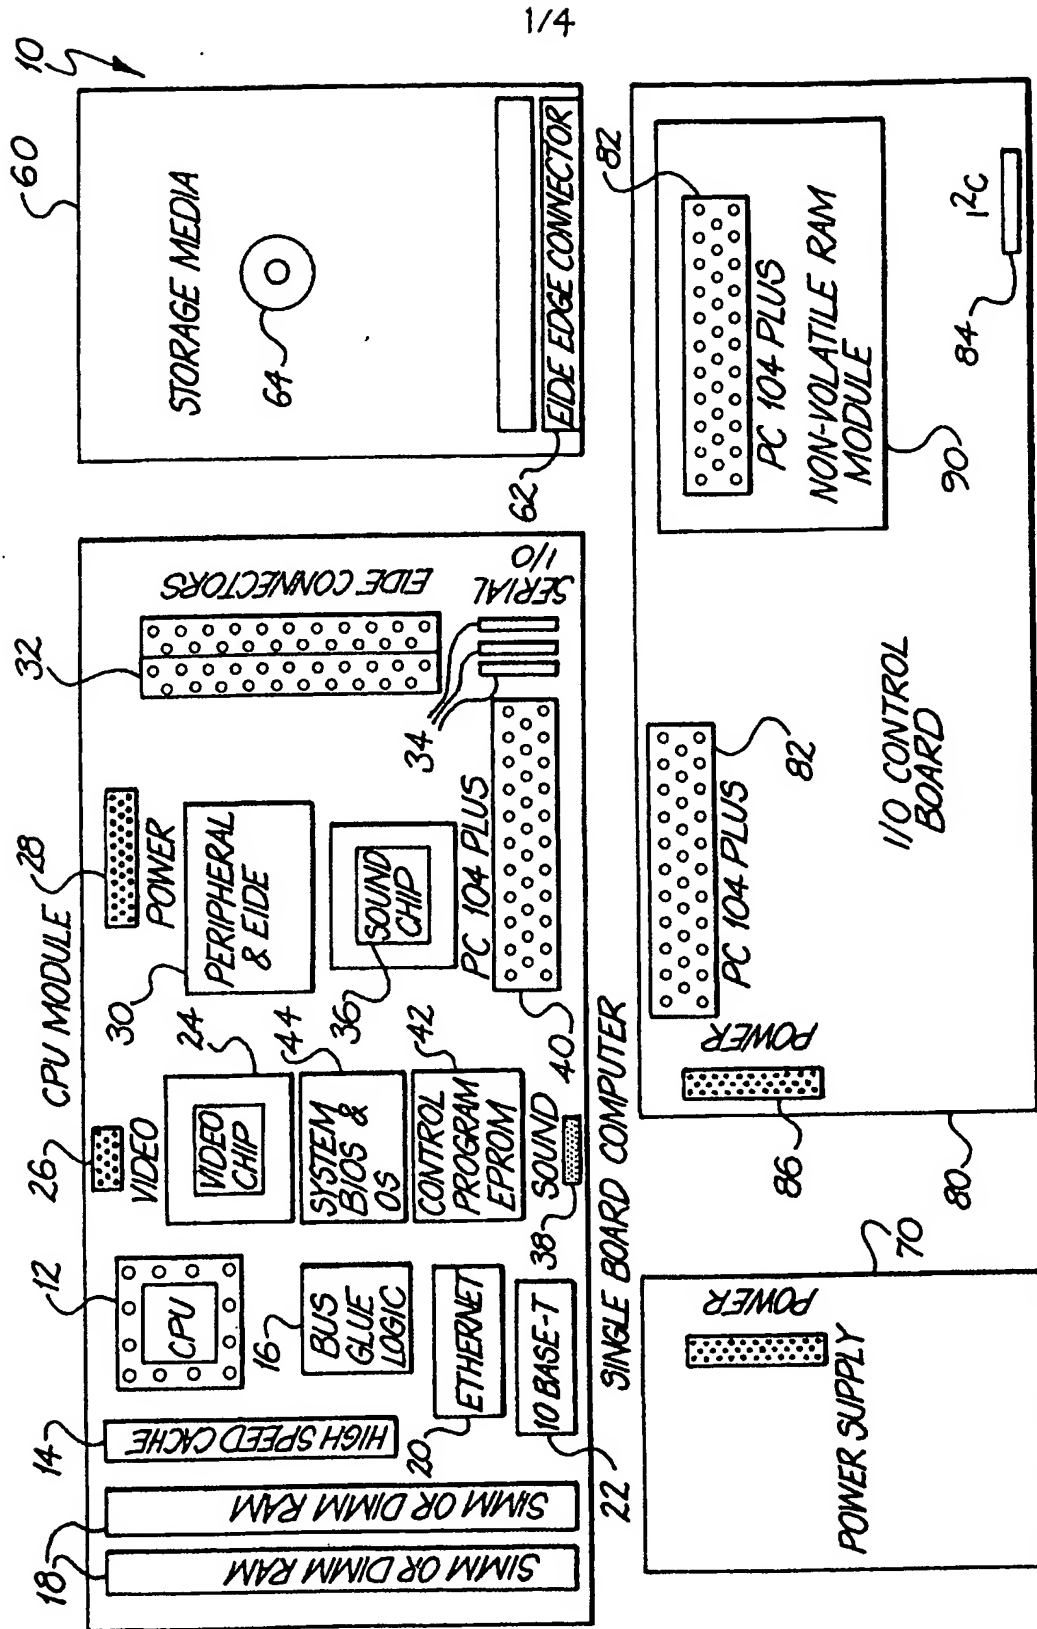 1/4
10
CPU MODULE
18
14
12
26
28
32
60
SIMM OR DIMM RAM
SIMM OR DIMM RAM
HIGH SPEED CACHE
CPU
16
BUS
GLUE
LOGIC
20
ETHERNET
10 BASE-T
22
VIDEO
24
VIDEO
CHIP
44
SYSTEM
BIOS &
OS
42
CONTROL
PROGRAM
EPROM
SOUND
38
POWER
30
PERIPHERAL
& EIDE
36
SOUND
CHIP
PC 104 PLUS
40
EIDE CONNECTORS
34
SERIAL
I/O
STORAGE MEDIA
64
EIDE EDGE CONNECTOR
62
SINGLE BOARD COMPUTER
POWER
POWER SUPPLY
70
POWER
86
80
PC 104 PLUS
82
I/O CONTROL
BOARD
82
PC 104 PLUS
NON-VOLATILE RAM
MODULE
90
I²C
84